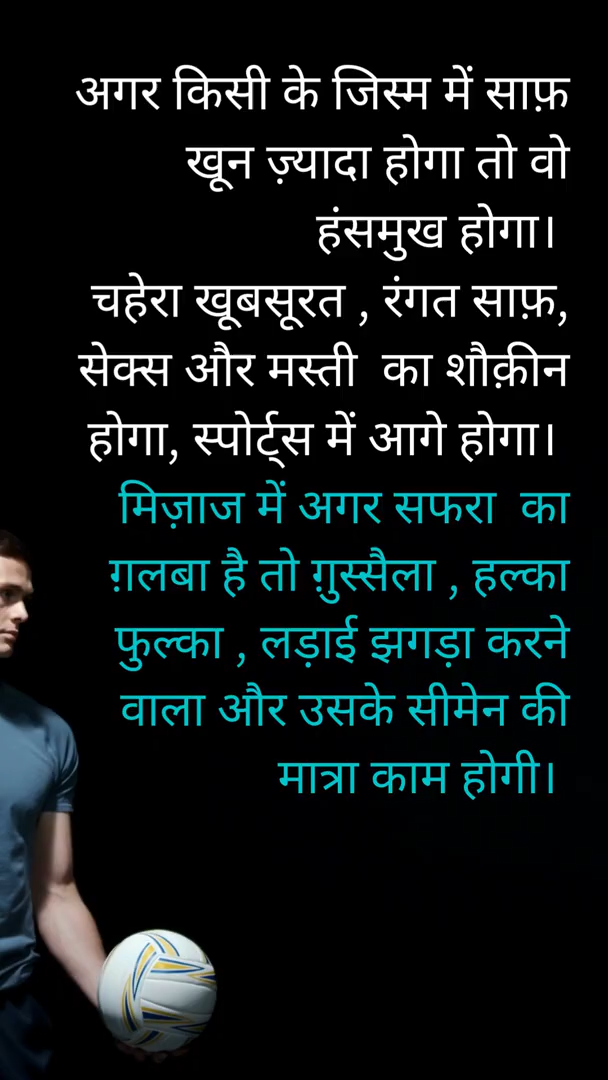 अगर किसी के जिस्म में साफ़
खून ज़्यादा होगा तो वो
हंसमुख होगा।
चहेरा खूबसूरत , रंगत साफ़,
सेक्स और मस्ती  का शौक़ीन
होगा, स्पोर्ट्स में आगे होगा।
मिज़ाज में अगर सफरा  का
ग़लबा है तो ग़ुस्सैला , हल्का
फुल्का , लड़ाई झगड़ा करने
वाला और उसके सीमेन की
मात्रा काम होगी।